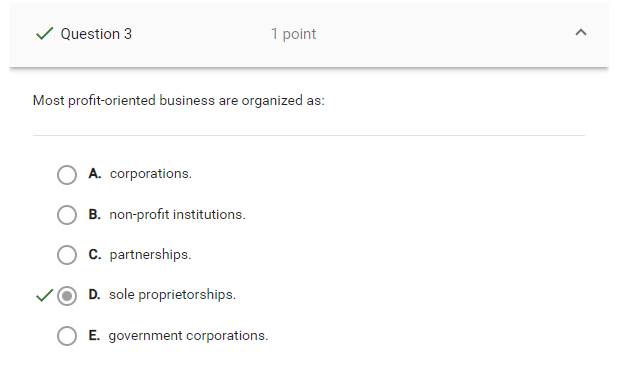 Question 3 1 point
Most profit-oriented business are organized as:
A. corporations.
B. non-profit institutions.
C. partnerships.
D. sole proprietorships.
E. government corporations.